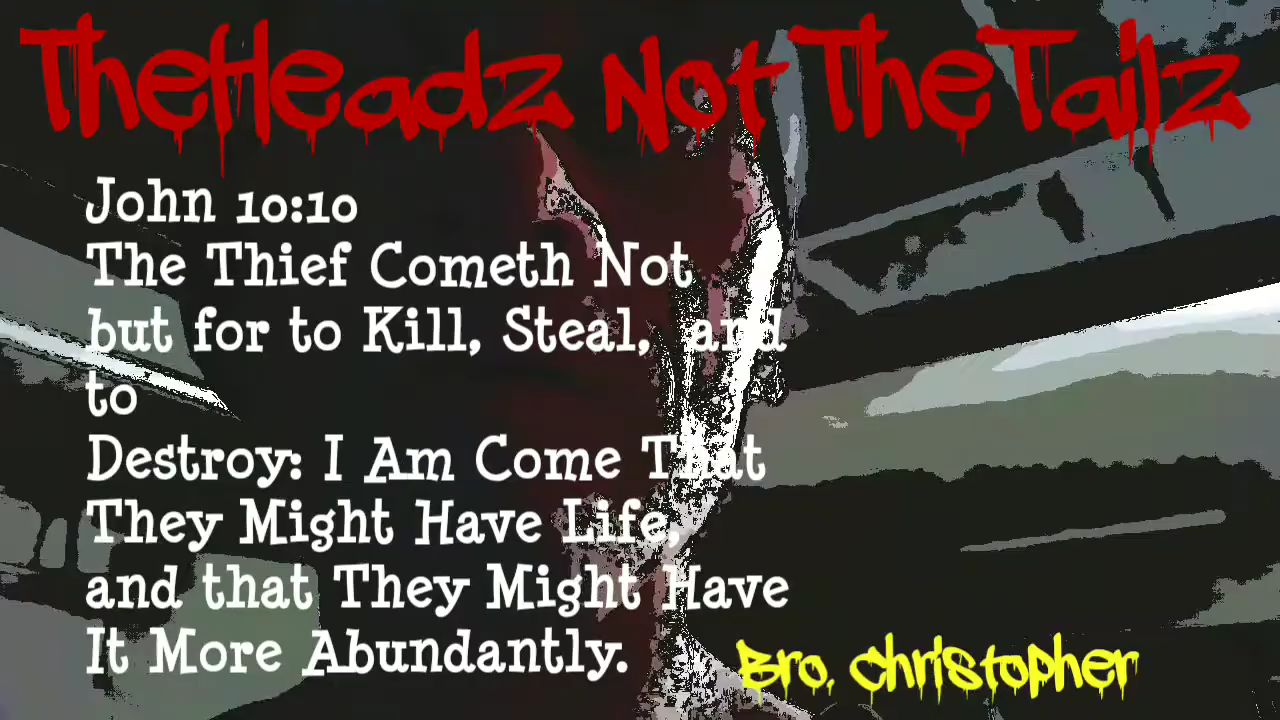 TheHeadz Not TheTailz
John 10:10
The Thief Cometh Not
but for to Kill, Steal, and
to
Destroy: I Am Come That
They Might Have Life,
and that They Might Have
It More Abundantly.
Bro. Christopher